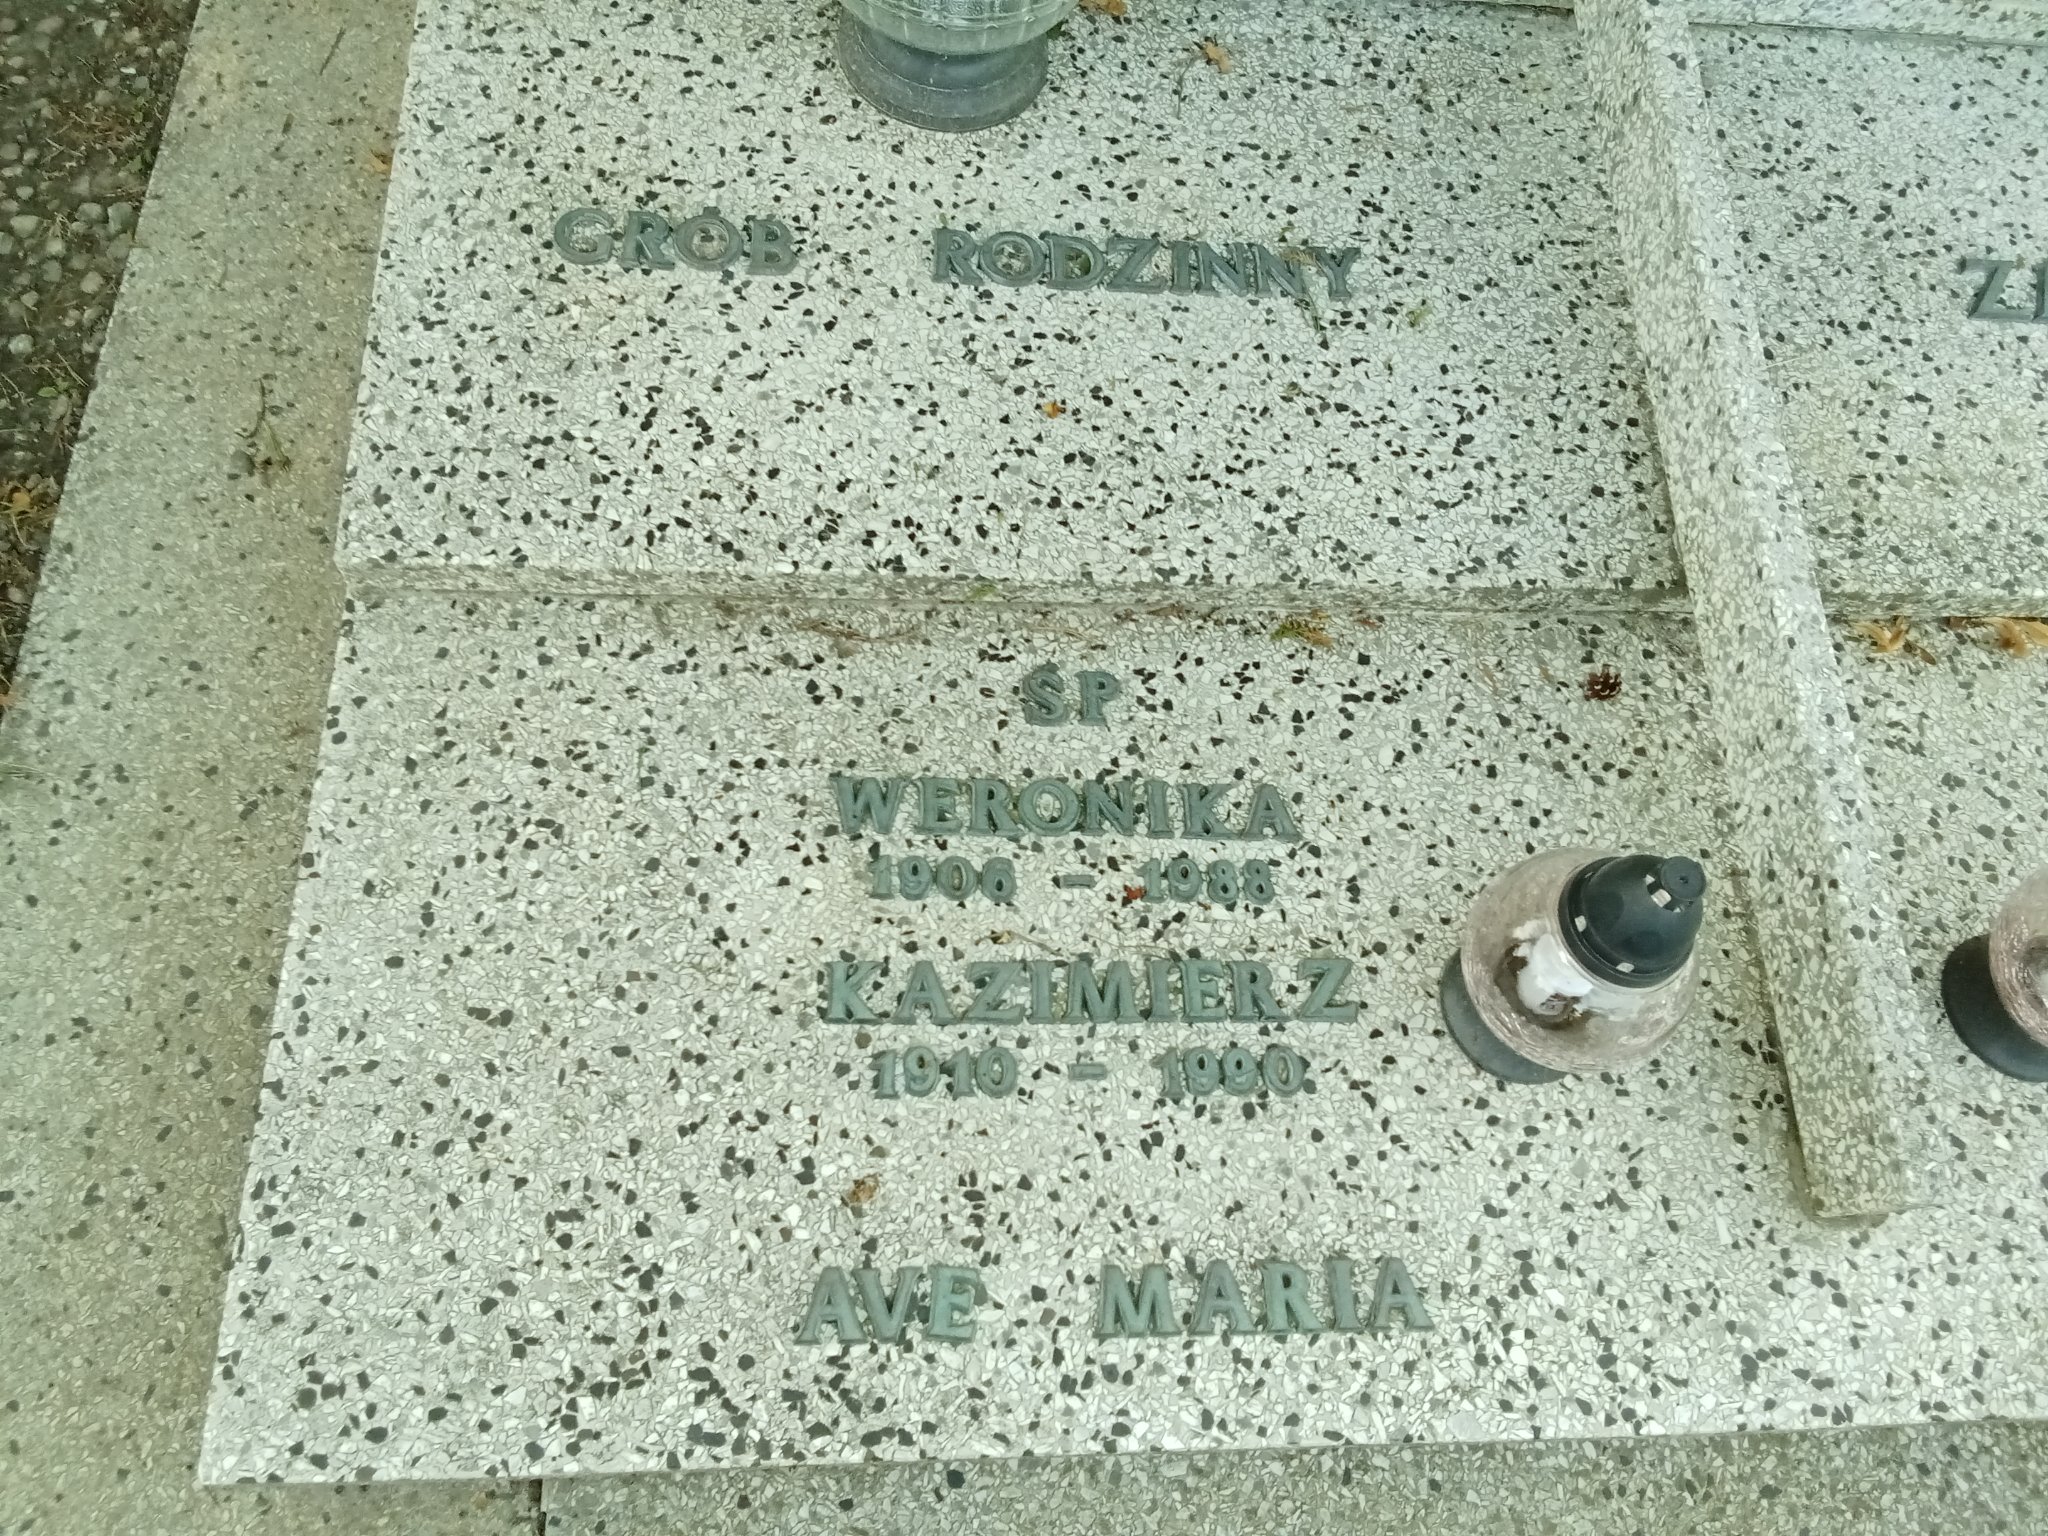 GRÓB RODZINNY
ŚP
WERONIKA
1906 - 1988
KAZIMIERZ
1910 - 1990
AVE MARIA